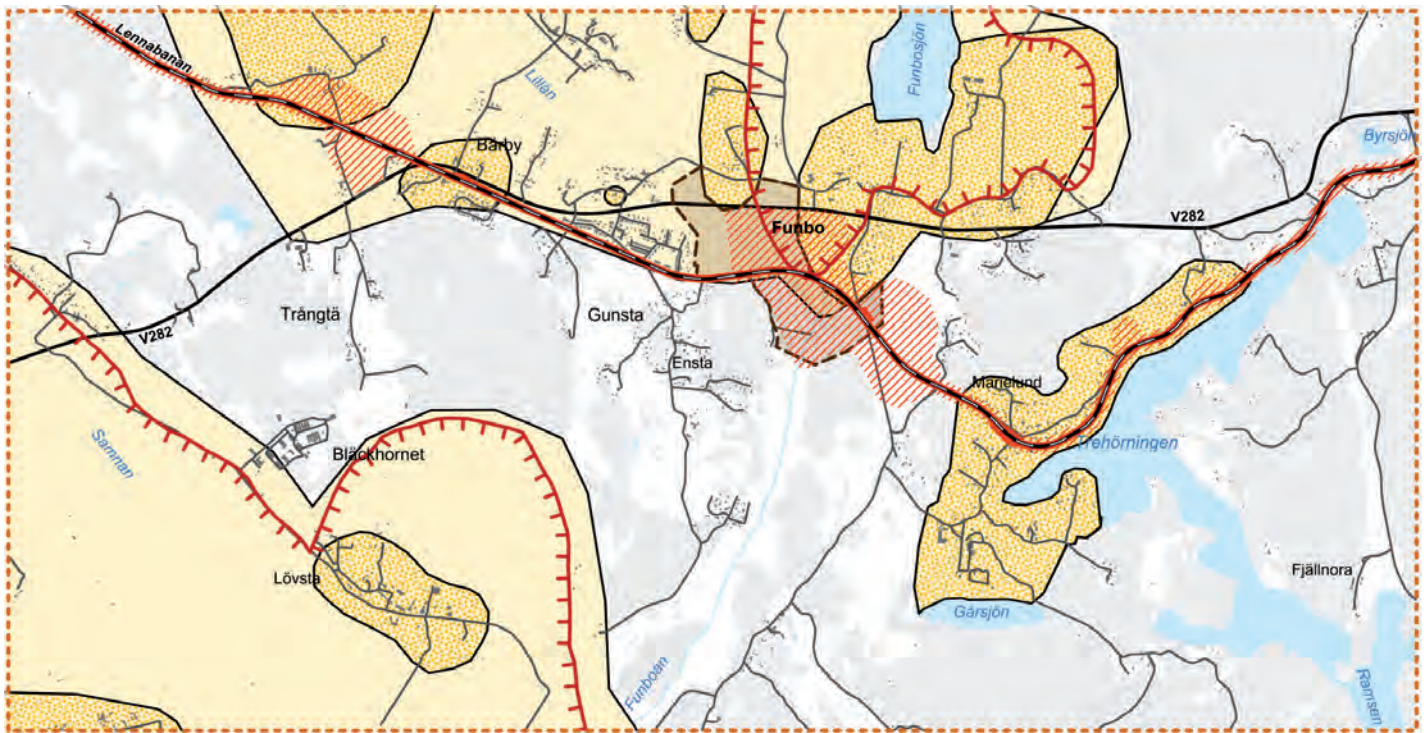 Lennabanan
Lillån
Funbosjön
Byrsjön
Bärby
V282
Funbo
Trångtä
Gunsta
V282
Ensta
Marielund
Samnan
Bläckhornet
Trehörningen
Lövsta
Fjällnora
Gårsjön
Funboån
Ramsen